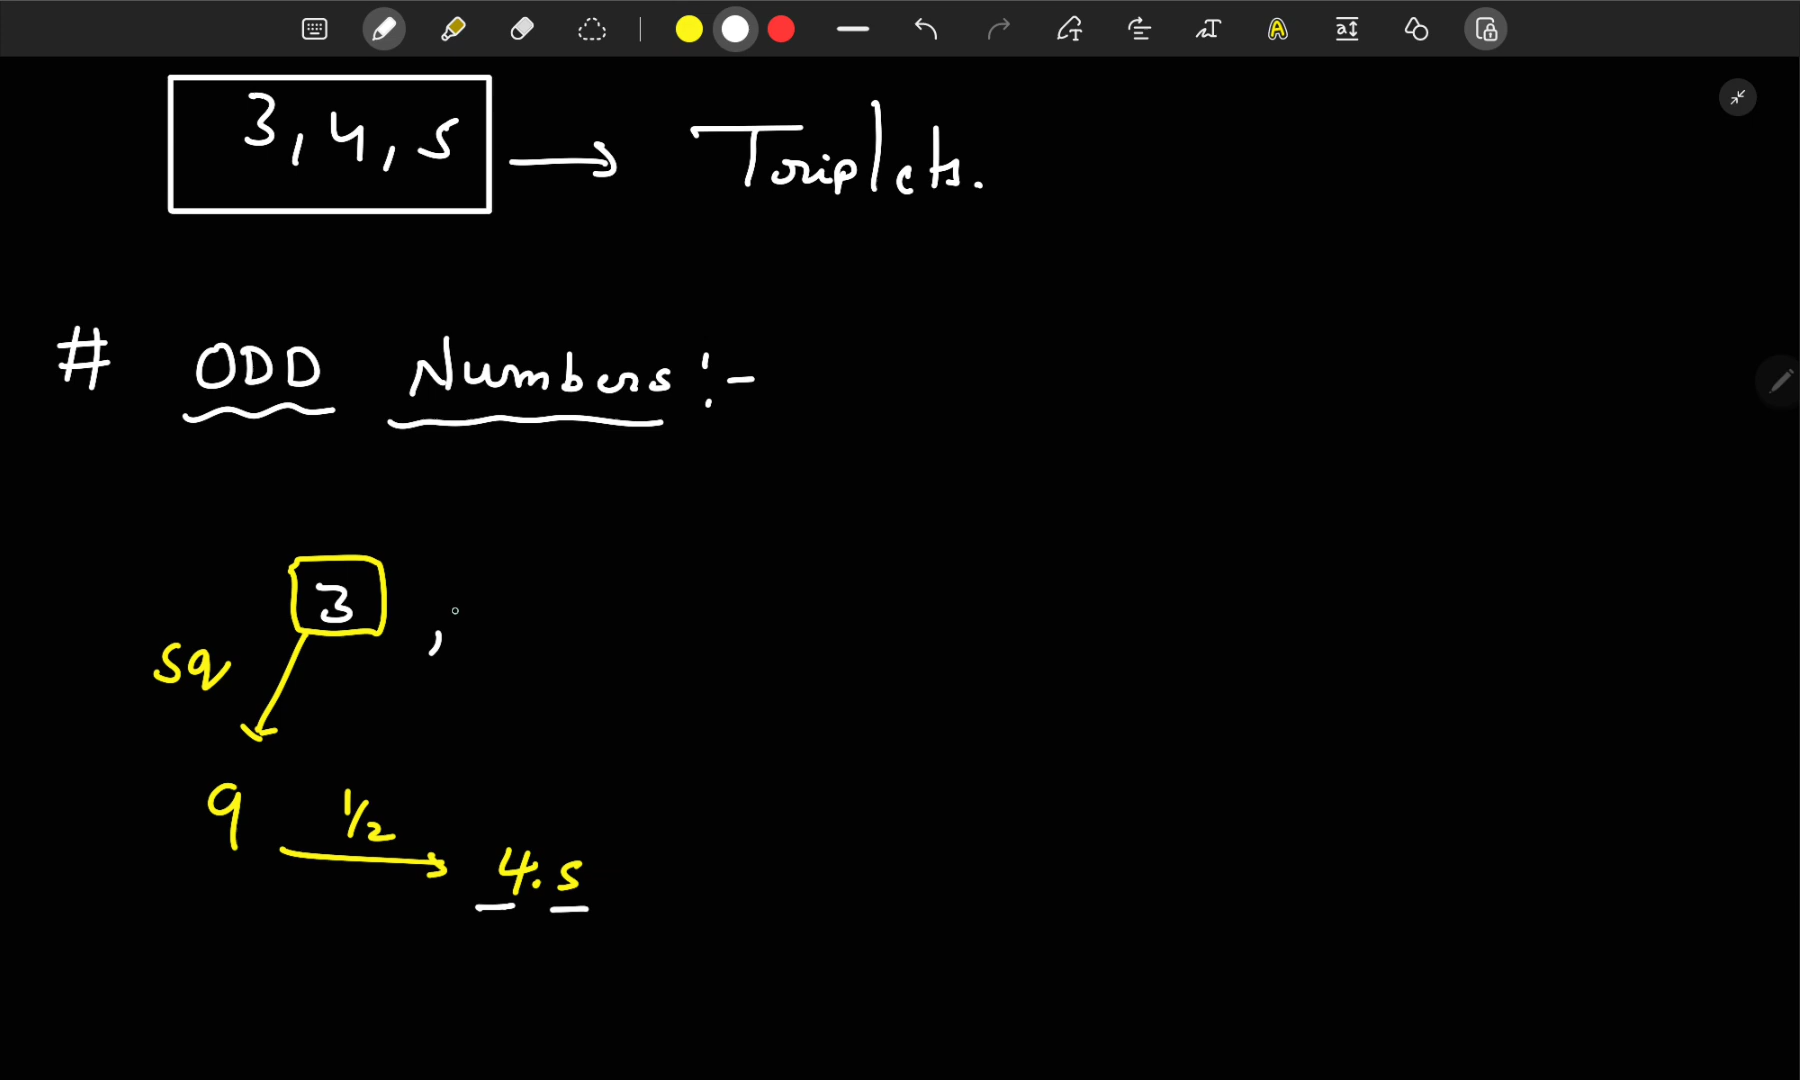 3, 4, 5 → Triplets.
# ODD Numbers :-
3 ,
sq
9 1/2 → 4.5